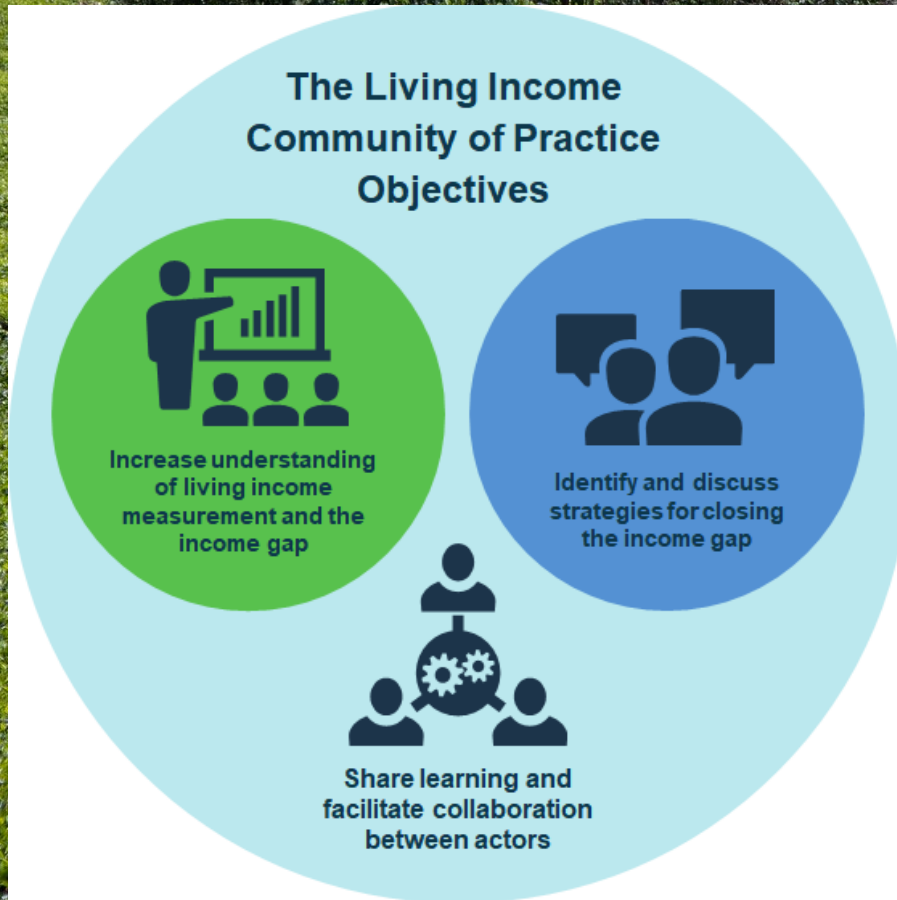 The Living Income
Community of Practice
Objectives
Increase understanding
of living income
measurement and the
income gap
Identify and discuss
strategies for closing
the income gap
Share learning and
facilitate collaboration
between actors